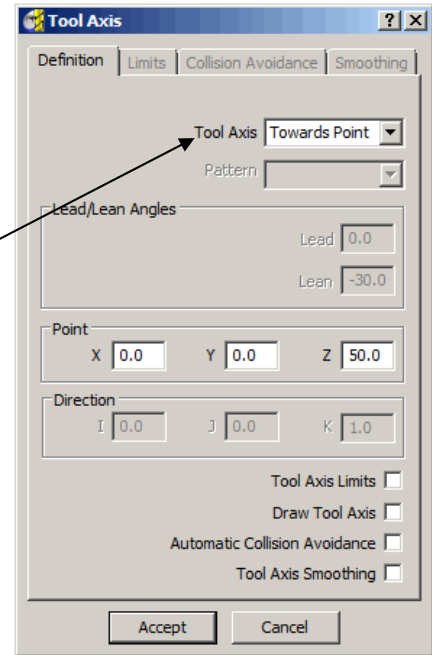 Tool Axis
Definition Limits Collision Avoidance Smoothing
Tool Axis Towards Point
Pattern
Lead/Lean Angles
Lead 0.0
Lean -30.0
Point
X 0.0 Y 0.0 Z 50.0
Direction
I 0.0 J 0.0 K 1.0
Tool Axis Limits
Draw Tool Axis
Automatic Collision Avoidance
Tool Axis Smoothing
Accept Cancel